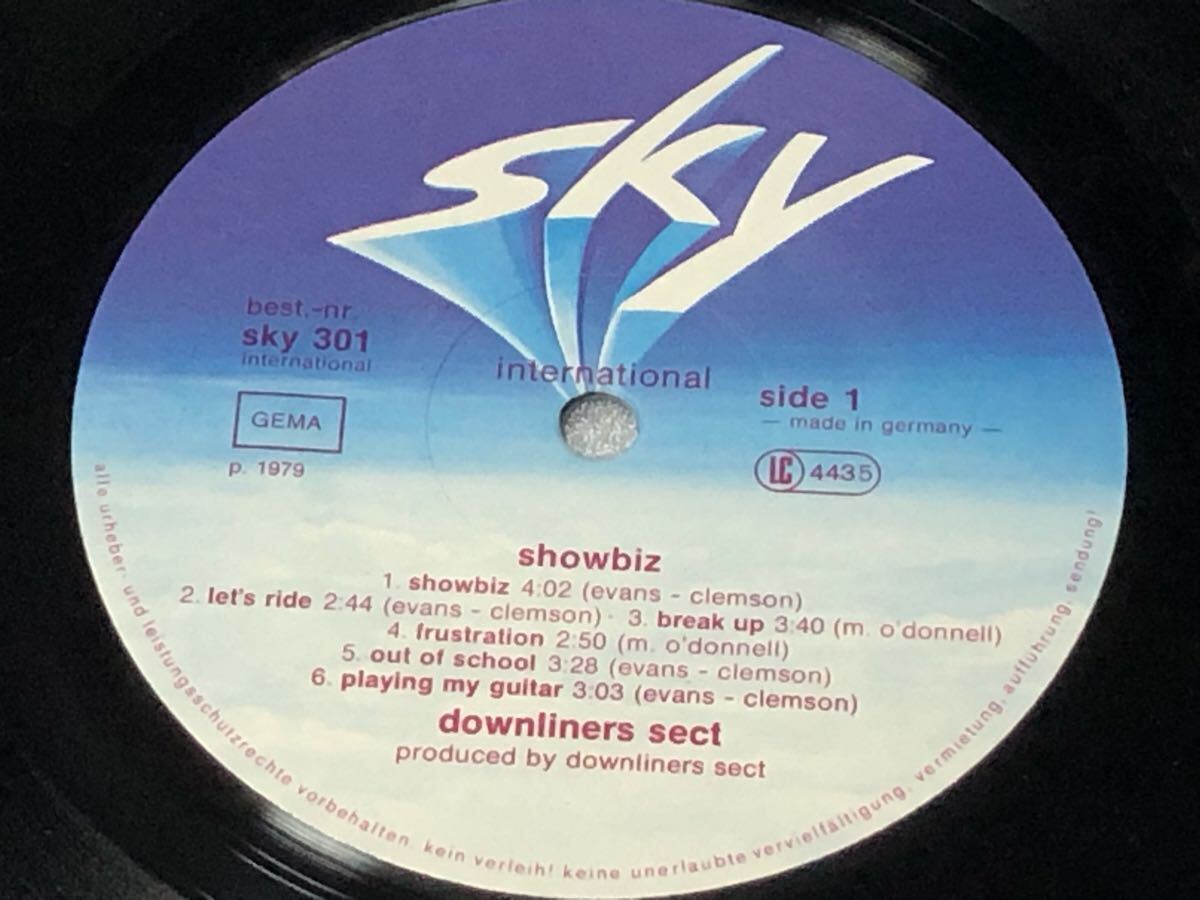 sky
best.-nr.
sky 301
international
international
side 1
— made in germany —
GEMA
LC 4435
p. 1979
showbiz
1. showbiz 4:02 (evans - clemson)
2. let's ride 2:44 (evans - clemson) · 3. break up 3:40 (m. o'donnell)
4. frustration 2:50 (m. o'donnell)
5. out of school 3:28 (evans - clemson)
6. playing my guitar 3:03 (evans - clemson)
downliners sect
produced by downliners sect
alle urheber- und leistungsschutzrechte vorbehalten. kein verleih! keine unerlaubte vervielfältigung, vermietung, aufführung, sendung!